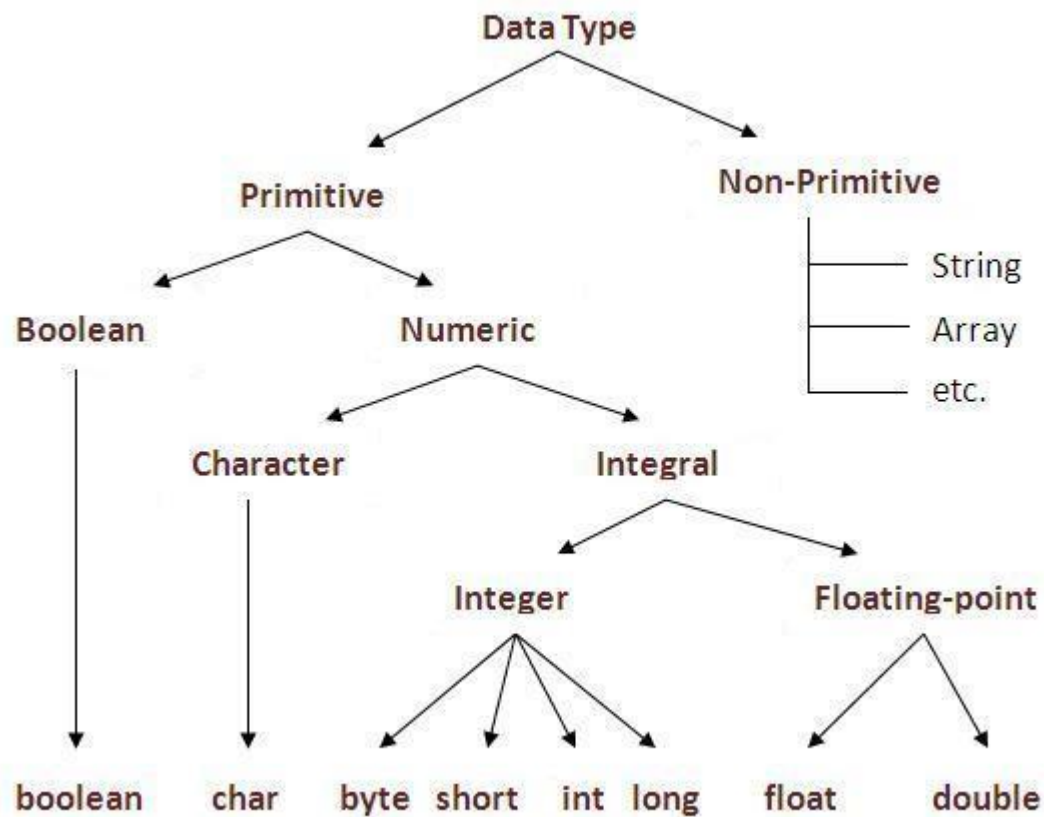 Data Type
Primitive
Non-Primitive
String
Array
etc.
Boolean
Numeric
Character
Integral
Integer
Floating-point
boolean
char
byte
short
int
long
float
double